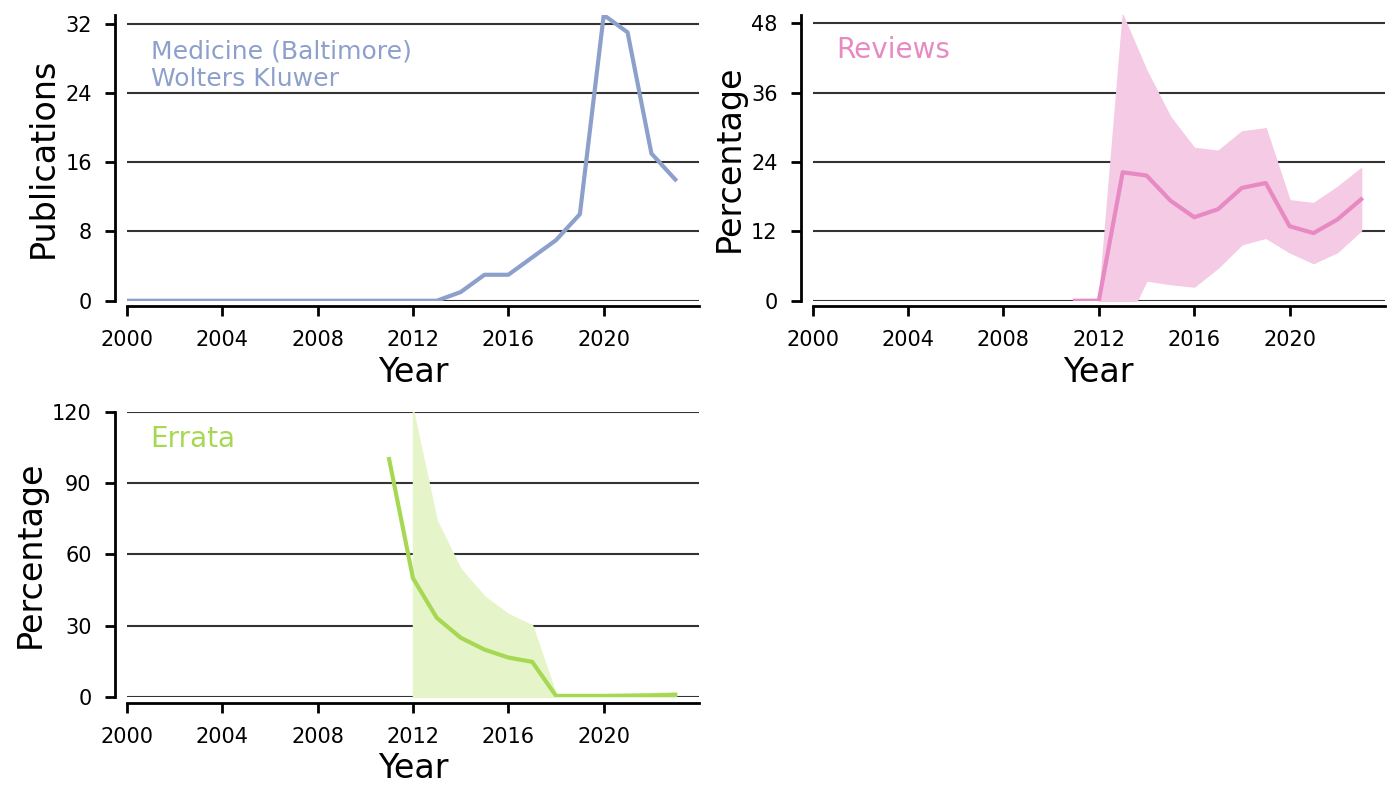 Publications
32
24
16
8
0
Medicine (Baltimore)
Wolters Kluwer
2000 2004 2008 2012 2016 2020
Year
Percentage
48
36
24
12
0
Reviews
2000 2004 2008 2012 2016 2020
Year
Percentage
120
90
60
30
0
Errata
2000 2004 2008 2012 2016 2020
Year